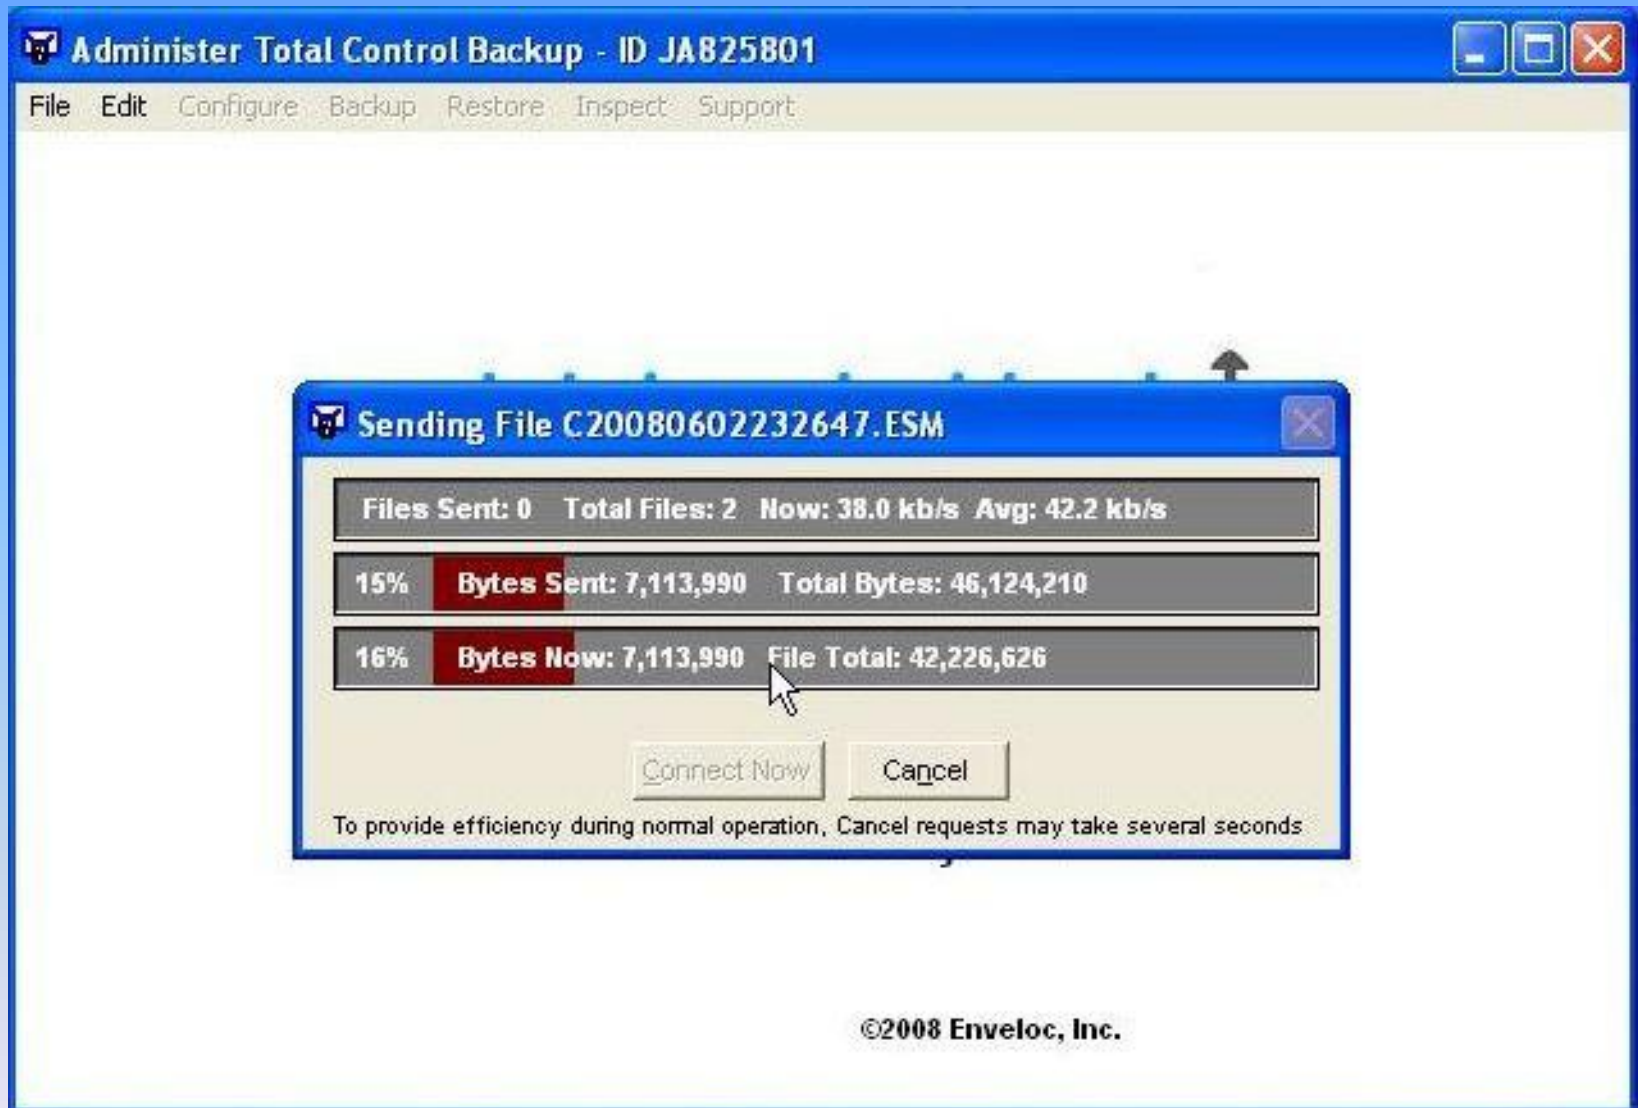 Administer Total Control Backup - ID JA825801
File Edit Configure Backup Restore Inspect Support
Sending File C20080602232647.ESM
Files Sent: 0 Total Files: 2 Now: 38.0 kb/s Avg: 42.2 kb/s
15% Bytes Sent: 7,113,990 Total Bytes: 46,124,210
16% Bytes Now: 7,113,990 File Total: 42,226,626
Connect Now Cancel
To provide efficiency during normal operation, Cancel requests may take several seconds
©2008 Enveloc, Inc.